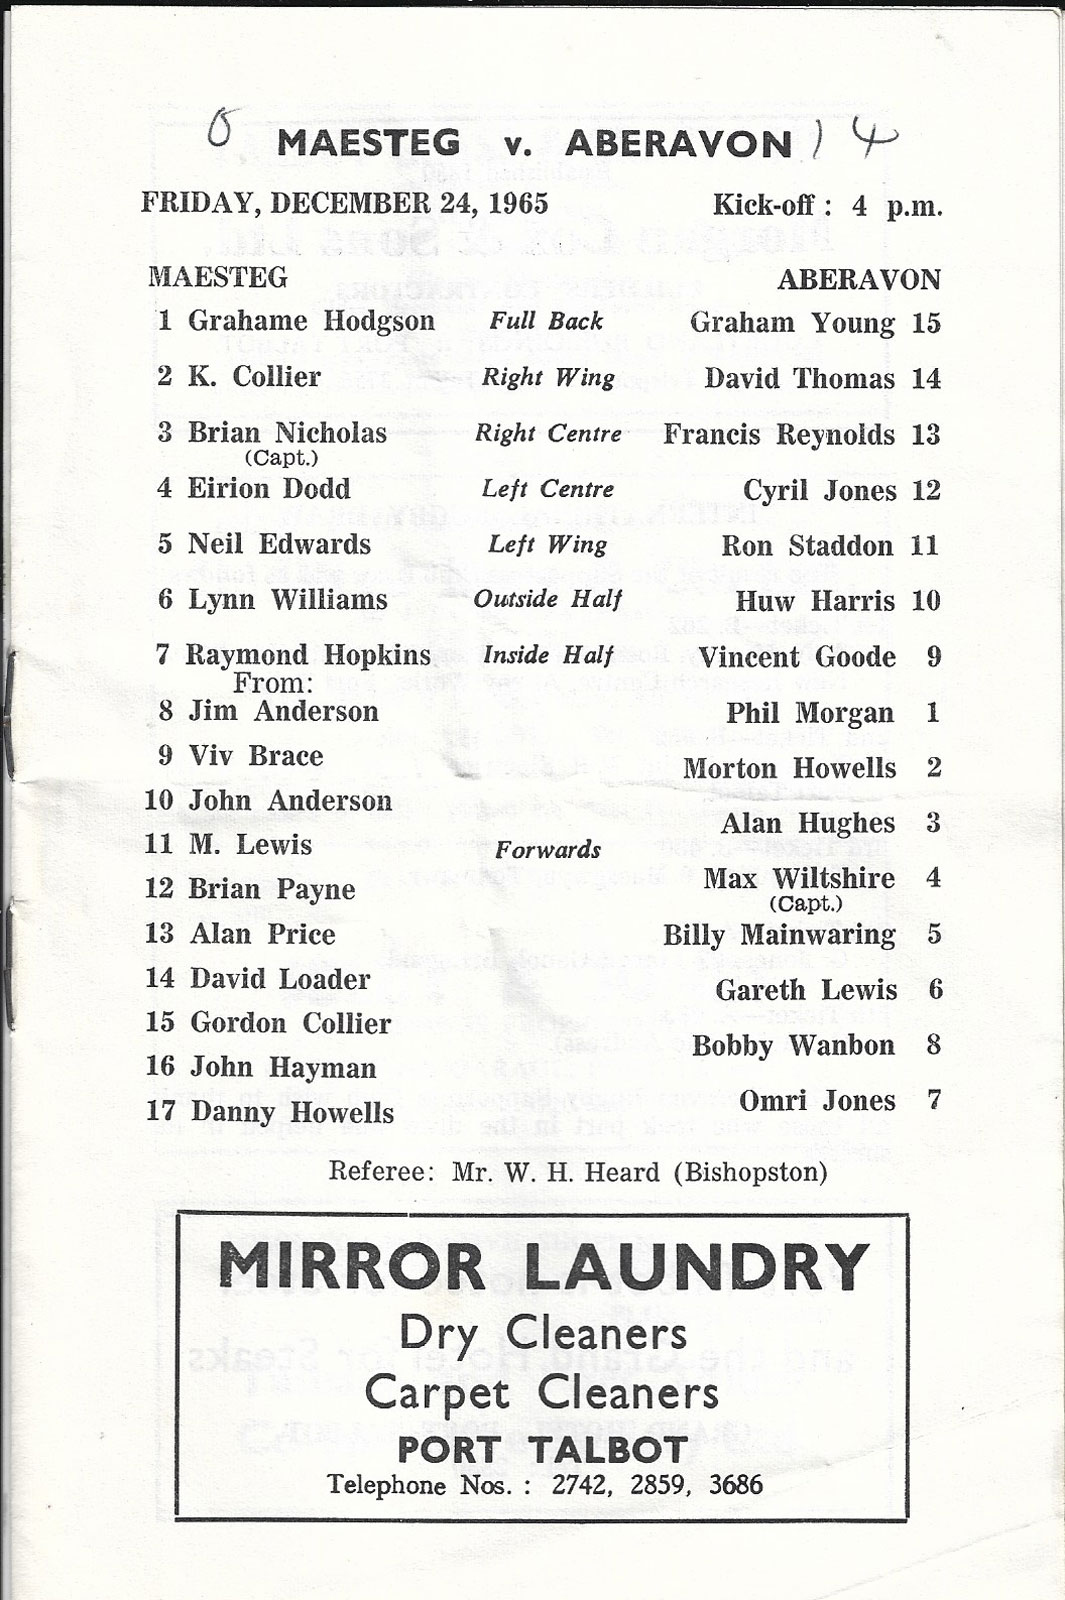 0 MAESTEG v. ABERAVON 14
FRIDAY, DECEMBER 24, 1965 Kick-off : 4 p.m.
MAESTEG ABERAVON
1 Grahame Hodgson Full Back Graham Young 15
2 K. Collier Right Wing David Thomas 14
3 Brian Nicholas Right Centre Francis Reynolds 13
(Capt.)
4 Eirion Dodd Left Centre Cyril Jones 12
5 Neil Edwards Left Wing Ron Staddon 11
6 Lynn Williams Outside Half Huw Harris 10
7 Raymond Hopkins Inside Half Vincent Goode 9
From:
8 Jim Anderson Phil Morgan 1
9 Viv Brace Morton Howells 2
10 John Anderson Alan Hughes 3
11 M. Lewis Forwards
12 Brian Payne Max Wiltshire 4
(Capt.)
13 Alan Price Billy Mainwaring 5
14 David Loader Gareth Lewis 6
15 Gordon Collier Bobby Wanbon 8
16 John Hayman
17 Danny Howells Omri Jones 7
Referee: Mr. W. H. Heard (Bishopston)
MIRROR LAUNDRY
Dry Cleaners
Carpet Cleaners
PORT TALBOT
Telephone Nos. : 2742, 2859, 3686